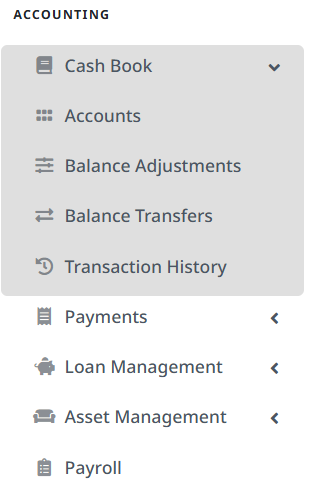 ACCOUNTING
Cash Book
Accounts
Balance Adjustments
Balance Transfers
Transaction History
Payments
Loan Management
Asset Management
Payroll